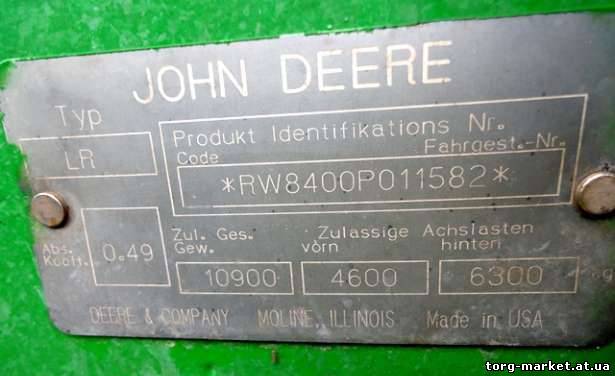 JOHN DEERE
Typ
LR
Produkt Identifikations Nr.
Code Fahrgest.-Nr.
*RW8400P011582*
Abs.
Koeff.
0.49
Zul. Ges.
Gew.
10900
Zulassige Achslasten
vorn hinten
4600 6300
DEERE & COMPANY MOLINE, ILLINOIS Made in USA
torg-market.at.ua